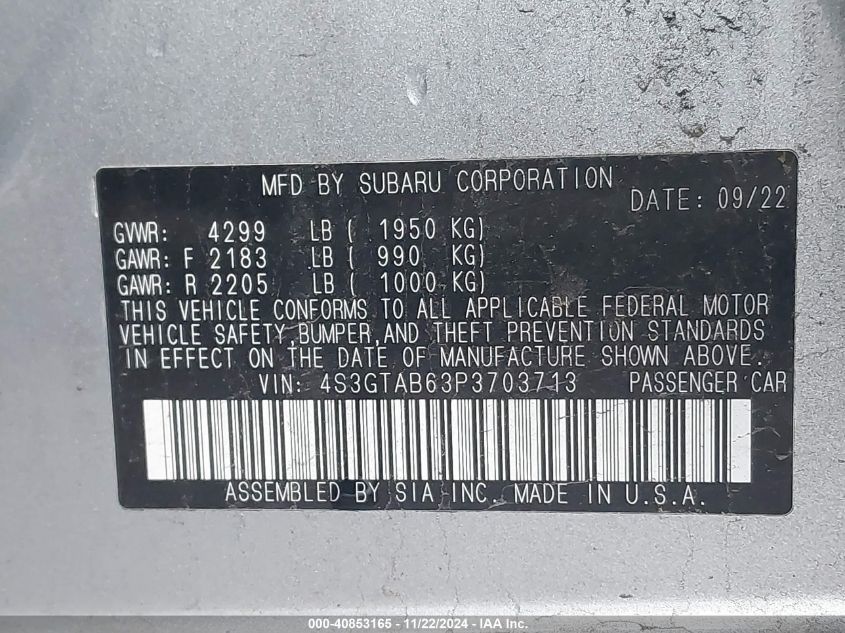 MFD BY SUBARU CORPORATION
DATE: 09/22
GVWR: 4299 LB ( 1950 KG)
GAWR: F 2183 LB ( 990 KG)
GAWR: R 2205 LB ( 1000 KG)
THIS VEHICLE CONFORMS TO ALL APPLICABLE FEDERAL MOTOR
VEHICLE SAFETY,BUMPER,AND THEFT PREVENTION STANDARDS
IN EFFECT ON THE DATE OF MANUFACTURE SHOWN ABOVE.
VIN: 4S3GTAB63P3703713 PASSENGER CAR
ASSEMBLED BY SIA INC. MADE IN U.S.A.
000-40853165 - 11/22/2024 - IAA Inc.